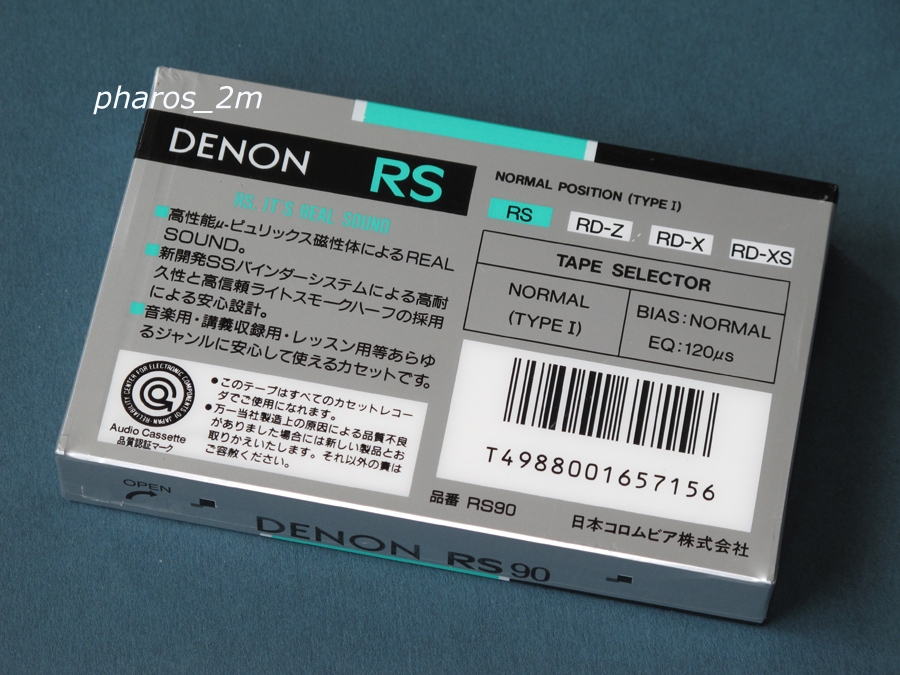 pharos_2m
DENON RS
RS, IT'S REAL SOUND
高性能μ-ピュリックス磁性体によるREAL
SOUND。
新開発SSバインダーシステムによる高耐
久性と高信頼ライトスモークハーフの採用
による安心設計。
音楽用・講義収録用・レッスン用等あらゆ
るジャンルに安心して使えるカセットです。
NORMAL POSITION (TYPE I)
RS RD-Z RD-X RD-XS
TAPE SELECTOR
NORMAL
(TYPE I)
BIAS:NORMAL
EQ:120μs
RELIABILITY CENTER FOR ELECTRONIC COMPONENTS OF JAPAN
Audio Cassette
品質認証マーク
●このテープはすべてのカセットレコー
ダでご使用になれます。
●万一当社製造上の原因による品質不良
がありました場合には新しい製品とお
取りかえいたします。それ以外の責は
ご容赦ください。
T4988001657156
品番 RS90
日本コロムビア株式会社
OPEN
DENON RS 90